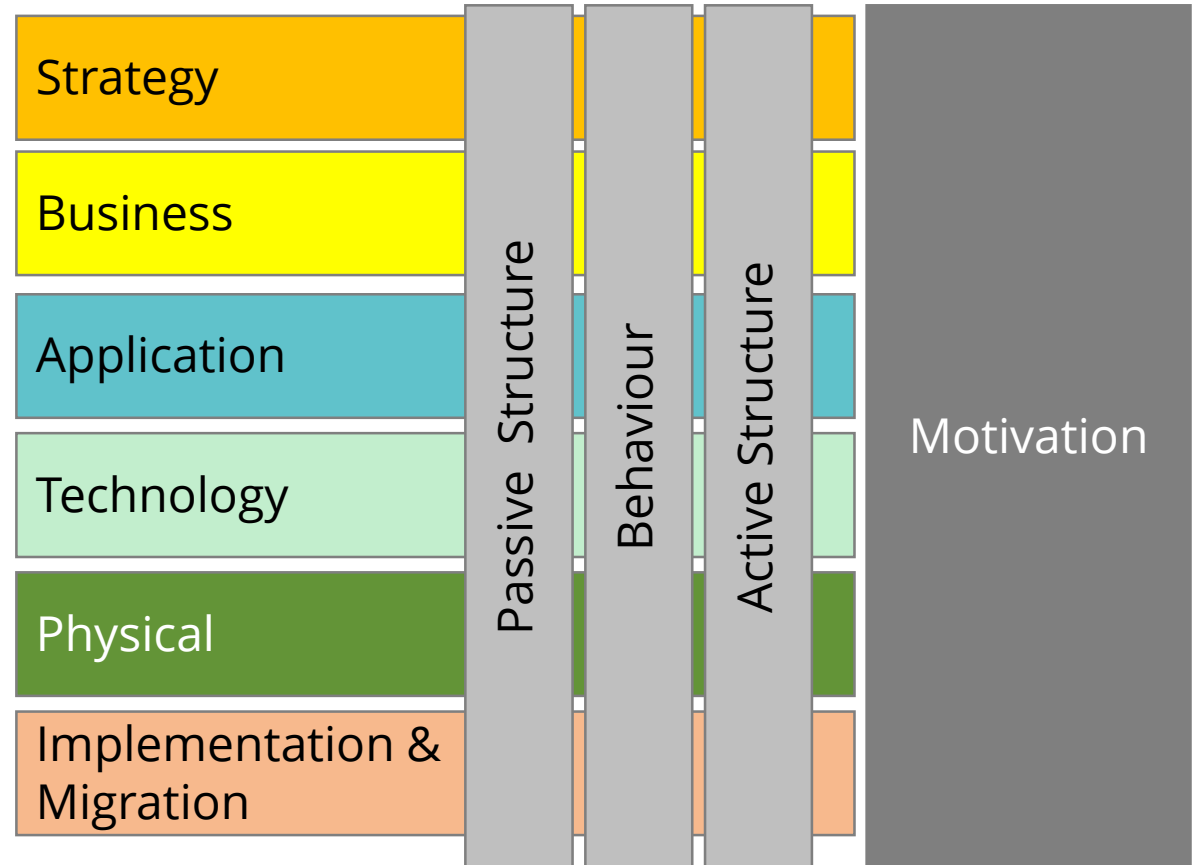 Strategy
Business
Application
Technology
Physical
Implementation &
Migration
Passive Structure
Behaviour
Active Structure
Motivation